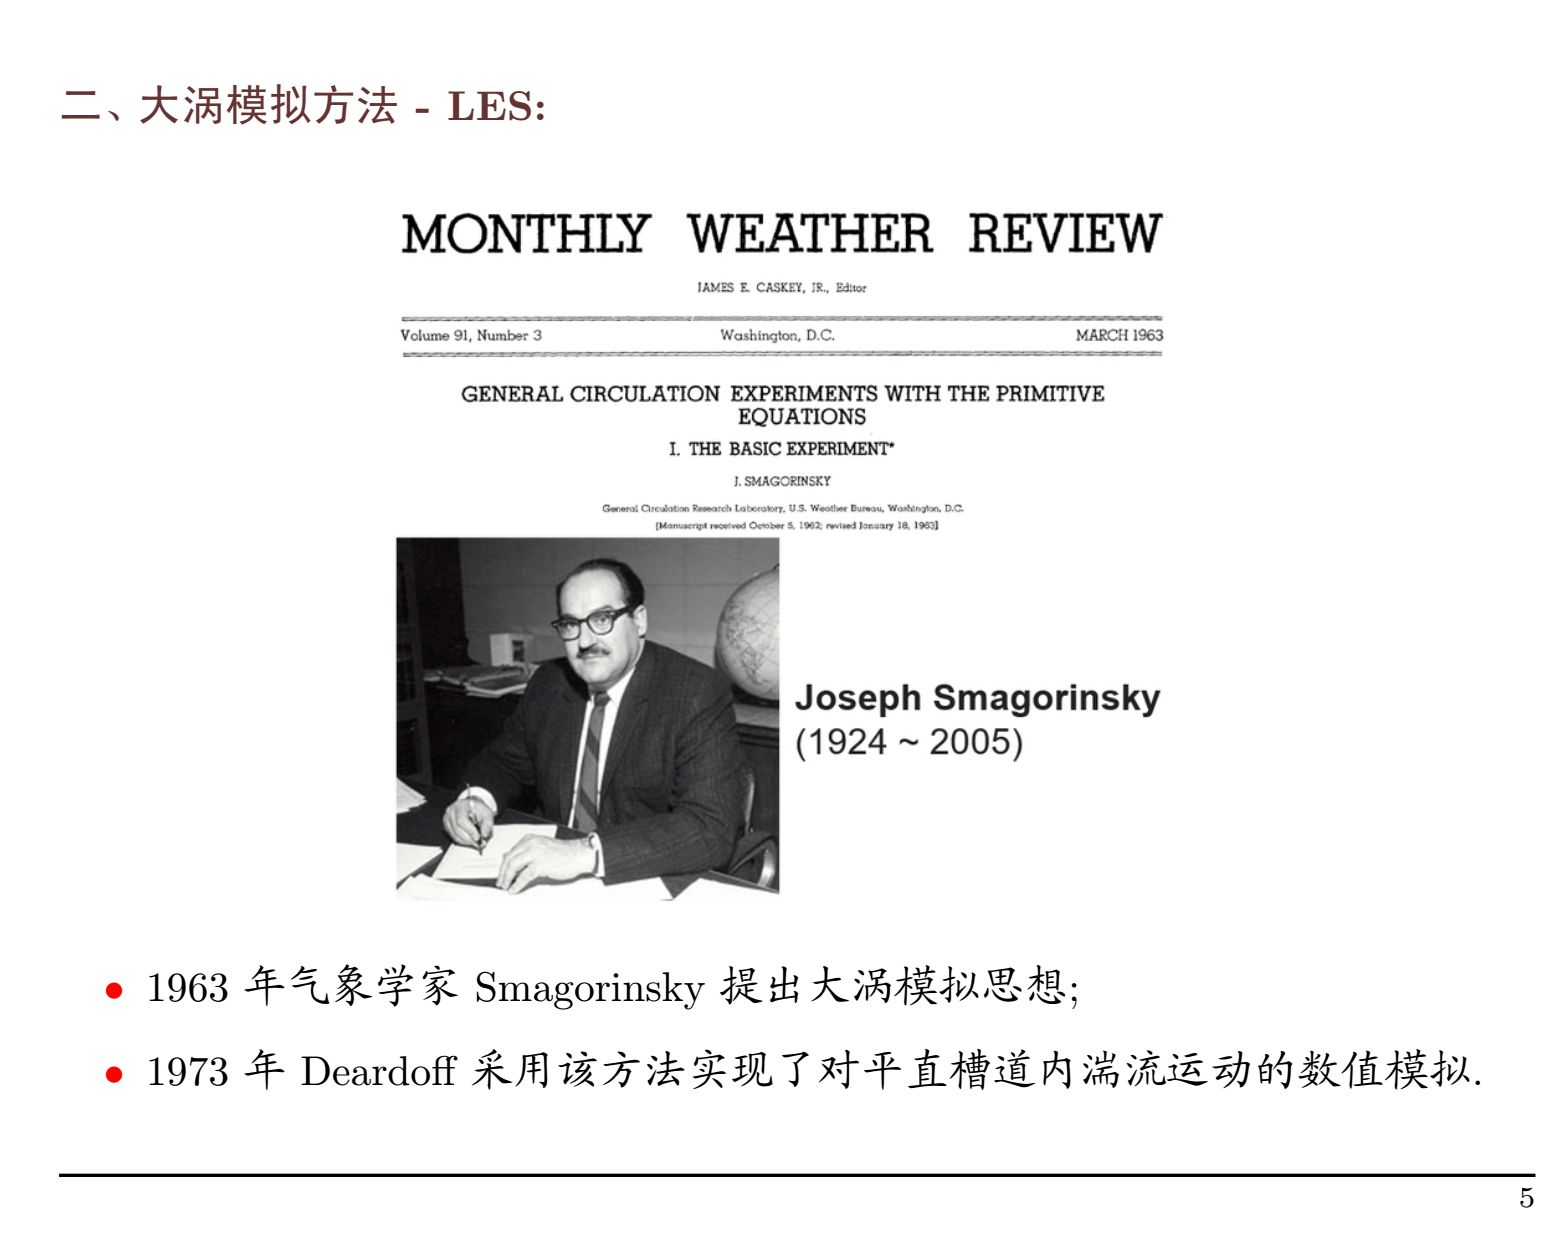 二、大涡模拟方法 - LES:
MONTHLY WEATHER REVIEW
JAMES E. CASKEY, JR., Editor
Volume 91, Number 3 Washington, D.C. MARCH 1963
GENERAL CIRCULATION EXPERIMENTS WITH THE PRIMITIVE
EQUATIONS
I. THE BASIC EXPERIMENT*
J. SMAGORINSKY
General Circulation Research Laboratory, U.S. Weather Bureau, Washington, D.C.
[Manuscript received October 5, 1962; revised January 18, 1963]
Joseph Smagorinsky
(1924 ~ 2005)
• 1963 年气象学家 Smagorinsky 提出大涡模拟思想;
• 1973 年 Deardoff 采用该方法实现了对平直槽道内湍流运动的数值模拟.
5